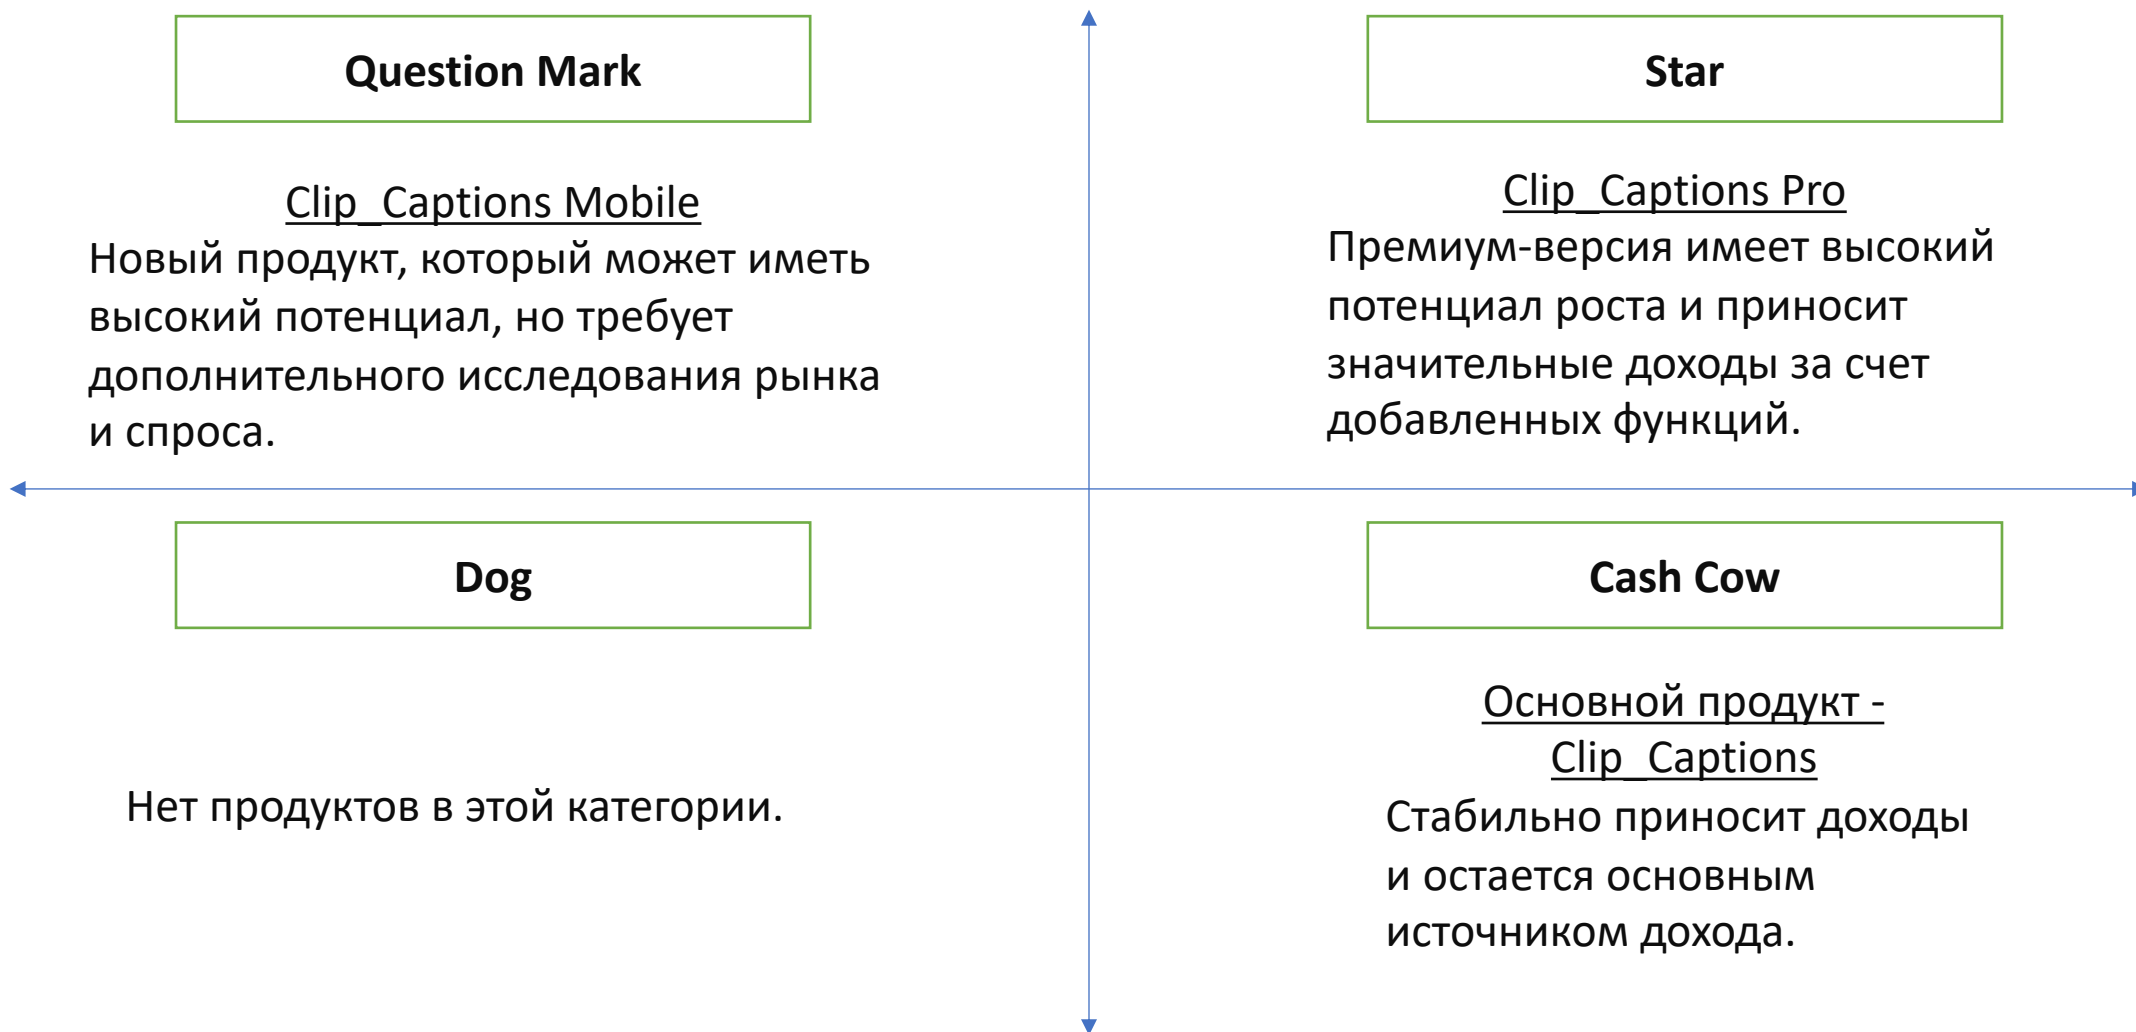 Question Mark
Clip_Captions Mobile
Новый продукт, который может иметь
высокий потенциал, но требует
дополнительного исследования рынка
и спроса.
Star
Clip_Captions Pro
Премиум-версия имеет высокий
потенциал роста и приносит
значительные доходы за счет
добавленных функций.
Dog
Нет продуктов в этой категории.
Cash Cow
Основной продукт -
Clip_Captions
Стабильно приносит доходы
и остается основным
источником дохода.